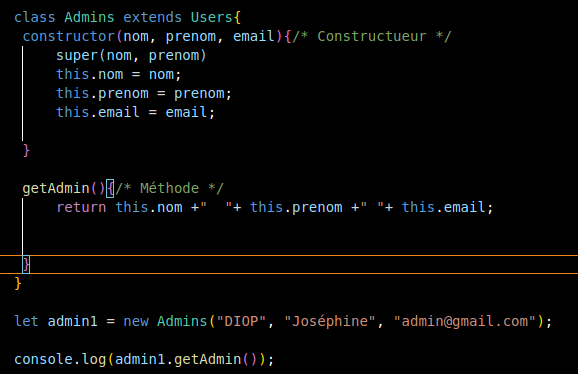 class Admins extends Users{
constructor(nom, prenom, email){/* Constructueur */
super(nom, prenom)
this.nom = nom;
this.prenom = prenom;
this.email = email;
}
getAdmin(){/* Méthode */
return this.nom +"  "+ this.prenom +" "+ this.email;
}
}
let admin1 = new Admins("DIOP", "Joséphine", "admin@gmail.com");
console.log(admin1.getAdmin());